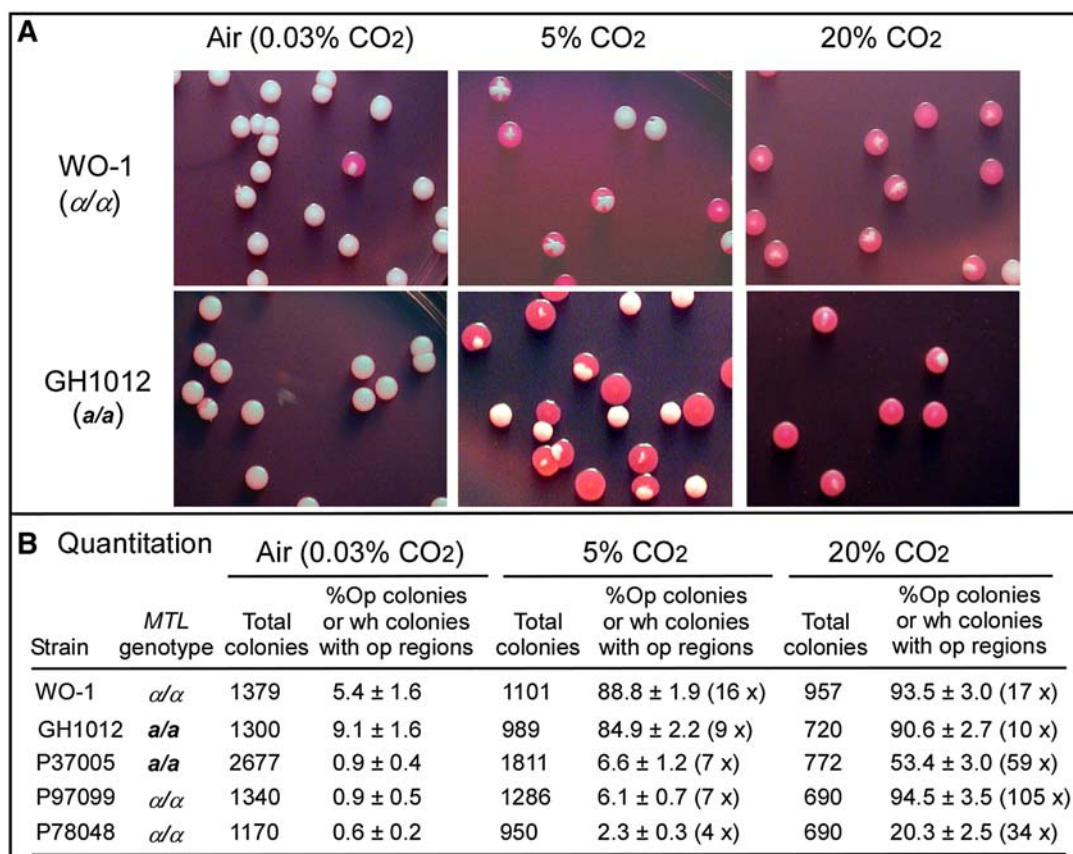 A
Air (0.03% CO2) 5% CO2 20% CO2
WO-1
(α/α)
GH1012
(a/a)
B Quantitation
Air (0.03% CO2) 5% CO2 20% CO2
%Op colonies %Op colonies %Op colonies
MTL Total or wh colonies Total or wh colonies Total or wh colonies
Strain genotype colonies with op regions colonies with op regions colonies with op regions
WO-1 α/α 1379 5.4 ± 1.6 1101 88.8 ± 1.9 (16 x) 957 93.5 ± 3.0 (17 x)
GH1012 a/a 1300 9.1 ± 1.6 989 84.9 ± 2.2 (9 x) 720 90.6 ± 2.7 (10 x)
P37005 a/a 2677 0.9 ± 0.4 1811 6.6 ± 1.2 (7 x) 772 53.4 ± 3.0 (59 x)
P97099 α/α 1340 0.9 ± 0.5 1286 6.1 ± 0.7 (7 x) 690 94.5 ± 3.5 (105 x)
P78048 α/α 1170 0.6 ± 0.2 950 2.3 ± 0.3 (4 x) 690 20.3 ± 2.5 (34 x)